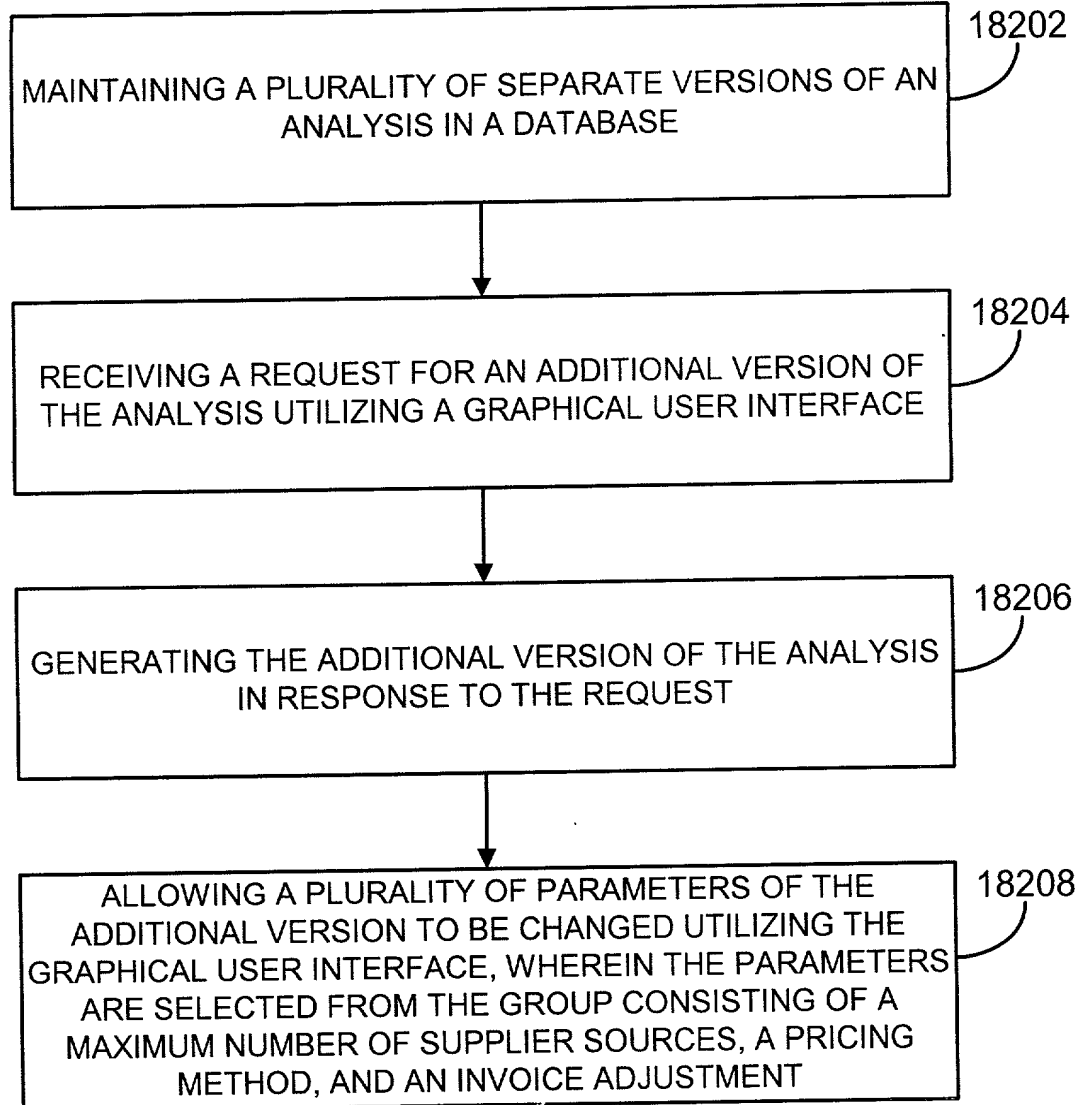 18202
MAINTAINING A PLURALITY OF SEPARATE VERSIONS OF AN
ANALYSIS IN A DATABASE
18204
RECEIVING A REQUEST FOR AN ADDITIONAL VERSION OF
THE ANALYSIS UTILIZING A GRAPHICAL USER INTERFACE
18206
GENERATING THE ADDITIONAL VERSION OF THE ANALYSIS
IN RESPONSE TO THE REQUEST
18208
ALLOWING A PLURALITY OF PARAMETERS OF THE
ADDITIONAL VERSION TO BE CHANGED UTILIZING THE
GRAPHICAL USER INTERFACE, WHEREIN THE PARAMETERS
ARE SELECTED FROM THE GROUP CONSISTING OF A
MAXIMUM NUMBER OF SUPPLIER SOURCES, A PRICING
METHOD, AND AN INVOICE ADJUSTMENT